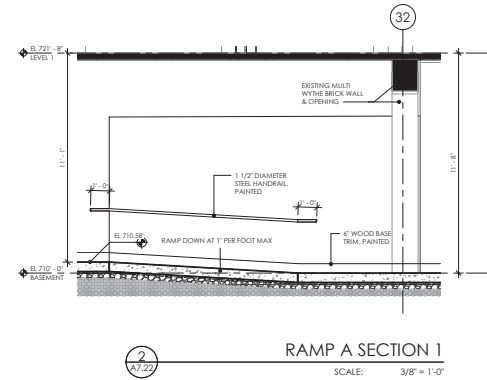 32
EL 721' - 8"
LEVEL 1
EXISTING MULTI
WYTHE BRICK WALL
& OPENING
11' - 1"
11' - 8"
1 1/2" DIAMETER
STEEL HANDRAIL,
PAINTED
1' - 0"
1' - 0"
EL 710.58'
RAMP DOWN AT 1" PER FOOT MAX
6" WOOD BASE
TRIM, PAINTED
EL 710' - 0"
BASEMENT
2
A7.22
RAMP A SECTION 1
SCALE: 3/8" = 1'-0"